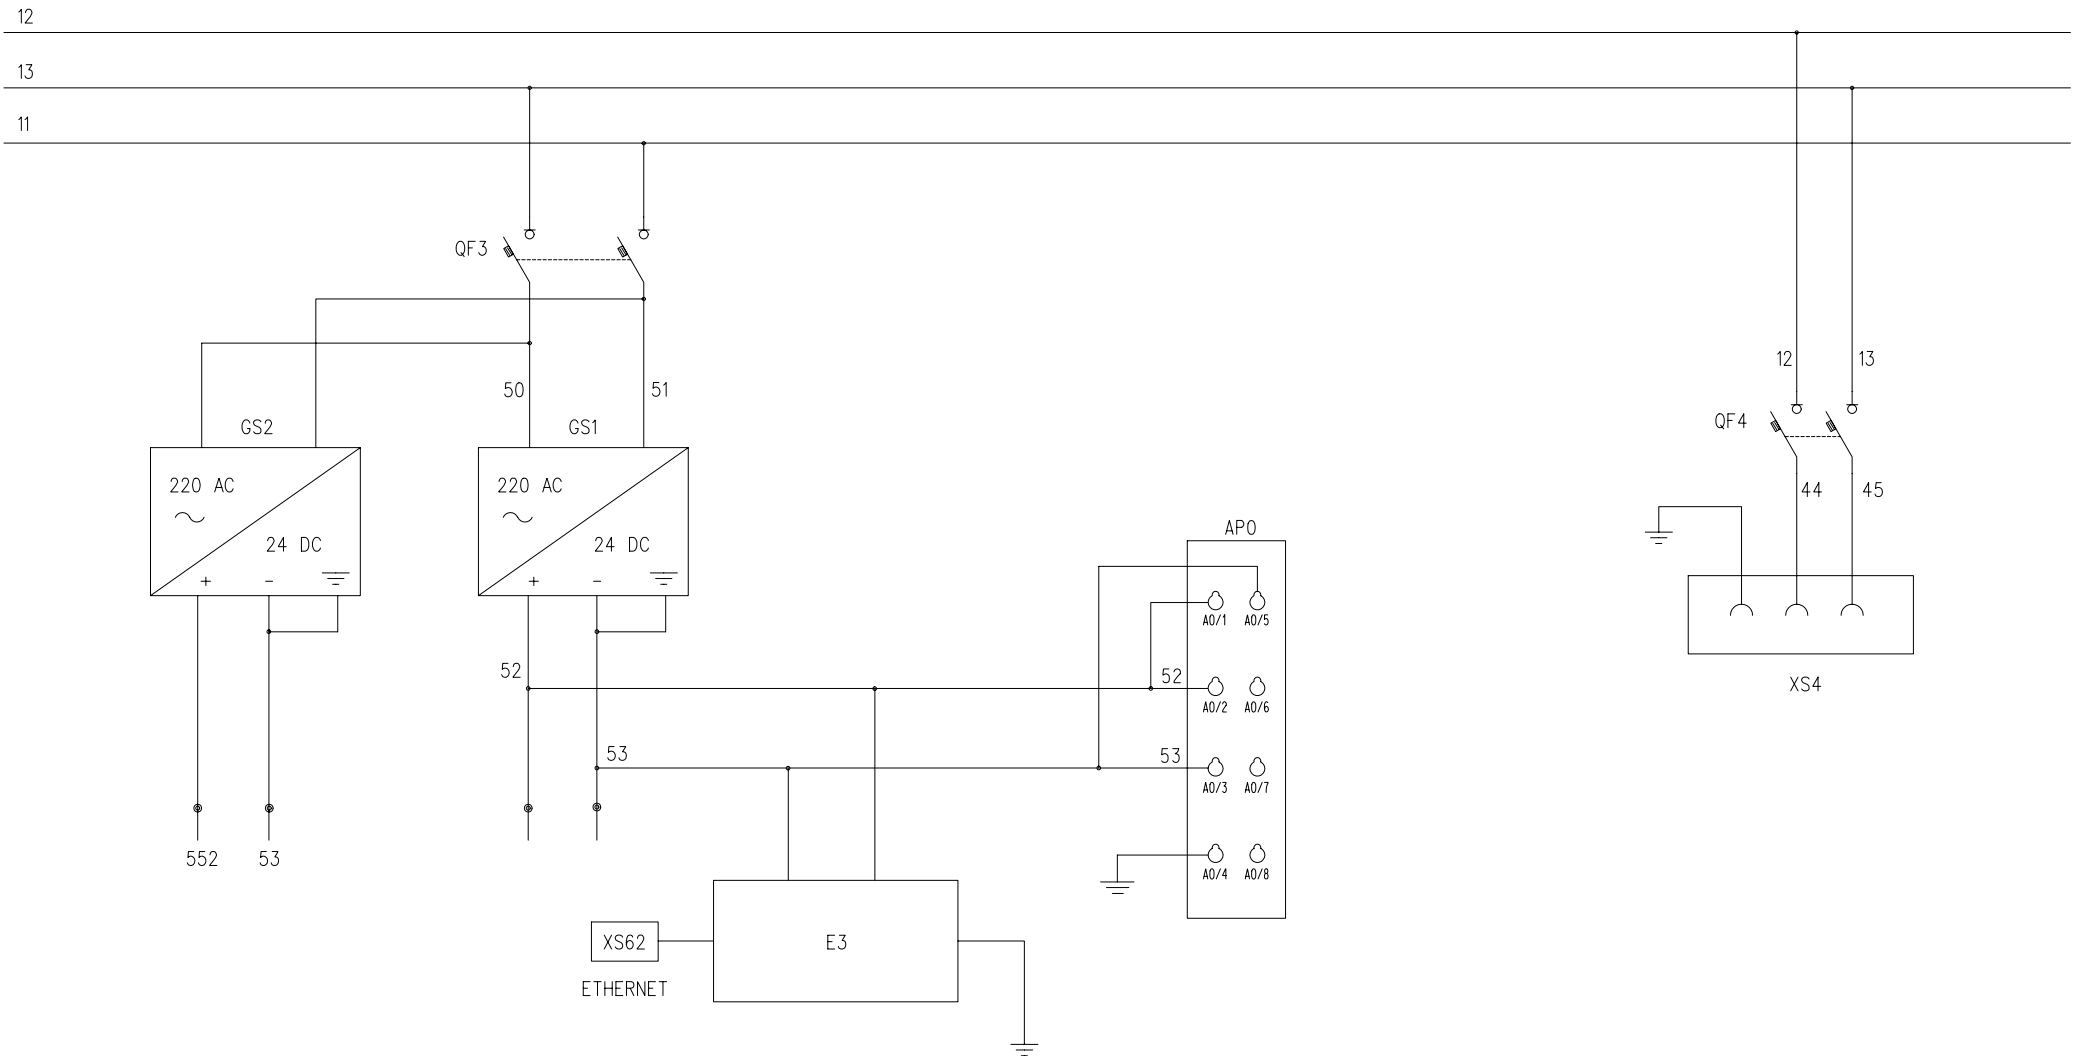 12
13
11
QF3
12 13
50 51
QF4
GS2 GS1
220 AC 220 AC
44 45
APO
24 DC 24 DC
+ - + -
A0/1 A0/5
52 52
XS4
A0/2 A0/6
53 53
A0/3 A0/7
552 53
A0/4 A0/8
XS62 E3
ETHERNET